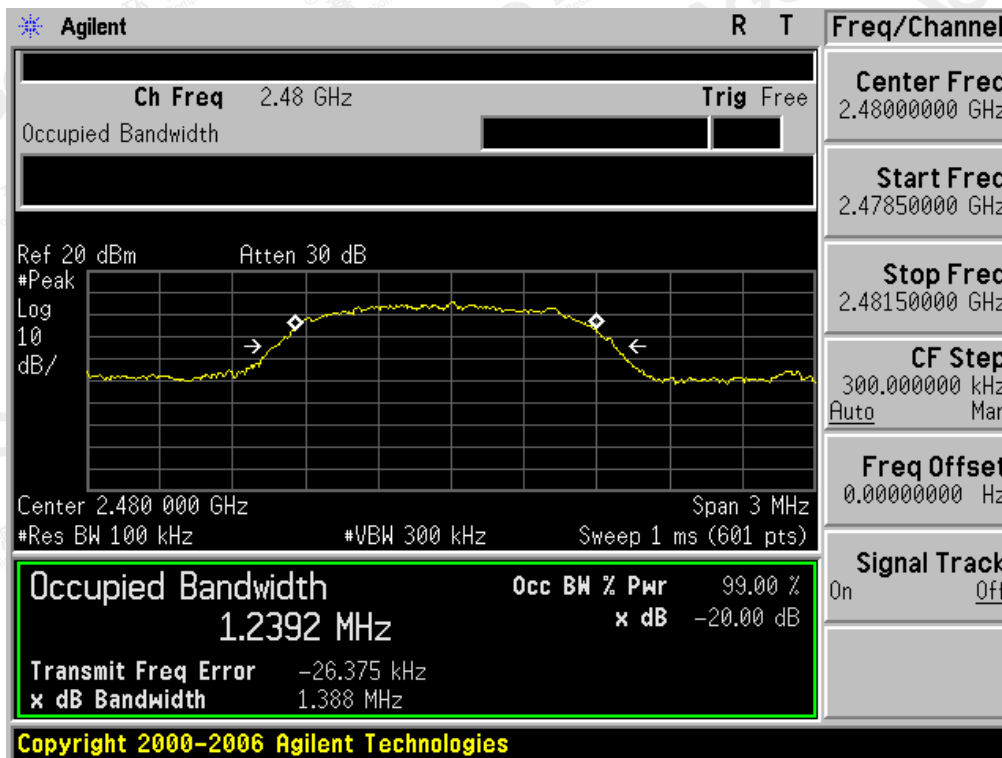 Agilent R T
Freq/Channel
Ch Freq 2.48 GHz Trig Free
Occupied Bandwidth
Center Freq
2.48000000 GHz
Start Freq
2.47850000 GHz
Stop Freq
2.48150000 GHz
CF Step
300.000000 kHz
Auto Man
Freq Offset
0.00000000 Hz
Signal Track
On Off
Ref 20 dBm Atten 30 dB
#Peak
Log
10
dB/
Center 2.480 000 GHz Span 3 MHz
#Res BW 100 kHz #VBW 300 kHz Sweep 1 ms (601 pts)
Occupied Bandwidth
1.2392 MHz
Occ BW % Pwr 99.00 %
x dB -20.00 dB
Transmit Freq Error -26.375 kHz
x dB Bandwidth 1.388 MHz
Copyright 2000-2006 Agilent Technologies